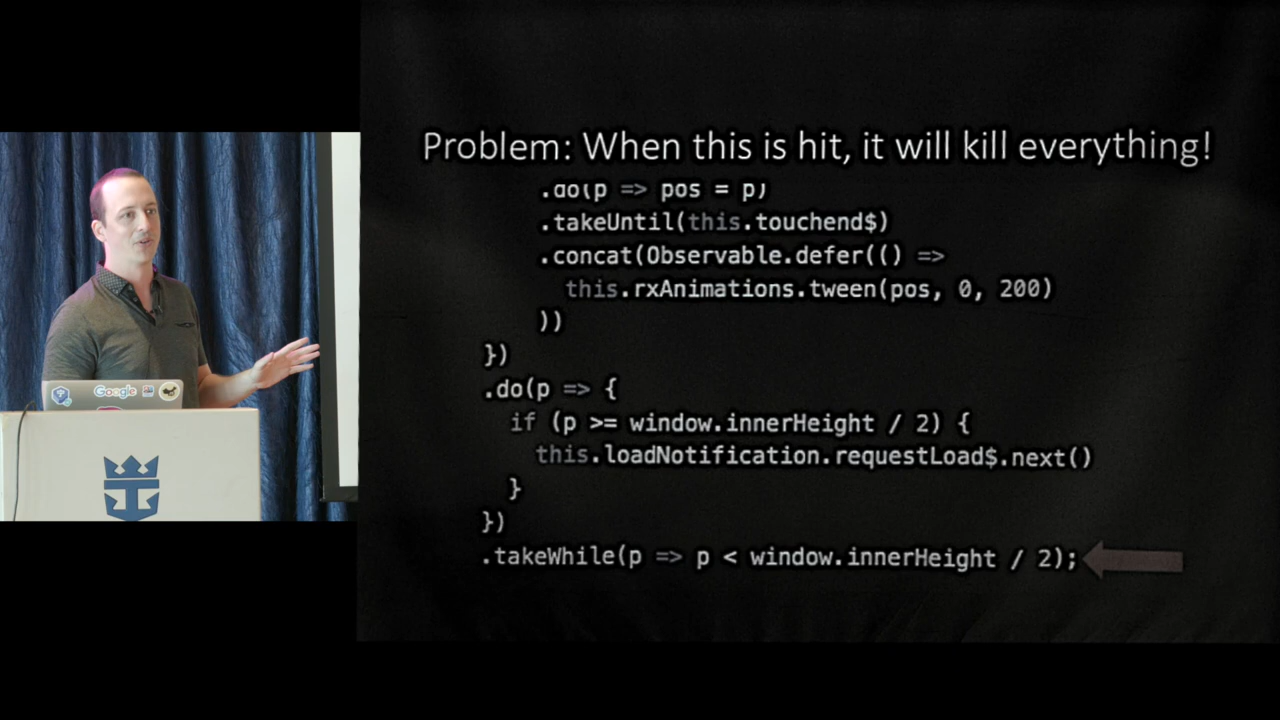 Problem: When this is hit, it will kill everything!
.do(p => pos = p)
.takeUntil(this.touchend$)
.concat(Observable.defer(() =>
this.rxAnimations.tween(pos, 0, 200)
))
})
.do(p => {
if (p >= window.innerHeight / 2) {
this.loadNotification.requestLoad$.next()
}
})
.takeWhile(p => p < window.innerHeight / 2);
Google